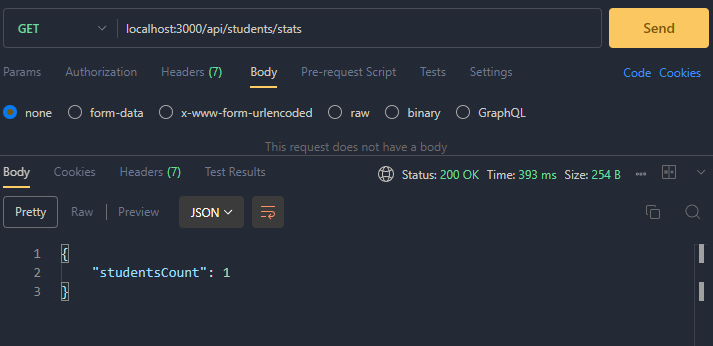 GET localhost:3000/api/students/stats Send
Params Authorization Headers (7) Body Pre-request Script Tests Settings Code Cookies
none form-data x-www-form-urlencoded raw binary GraphQL
This request does not have a body
Body Cookies Headers (7) Test Results Status: 200 OK Time: 393 ms Size: 254 B
Pretty Raw Preview JSON
1 {
2 "studentsCount": 1
3 }